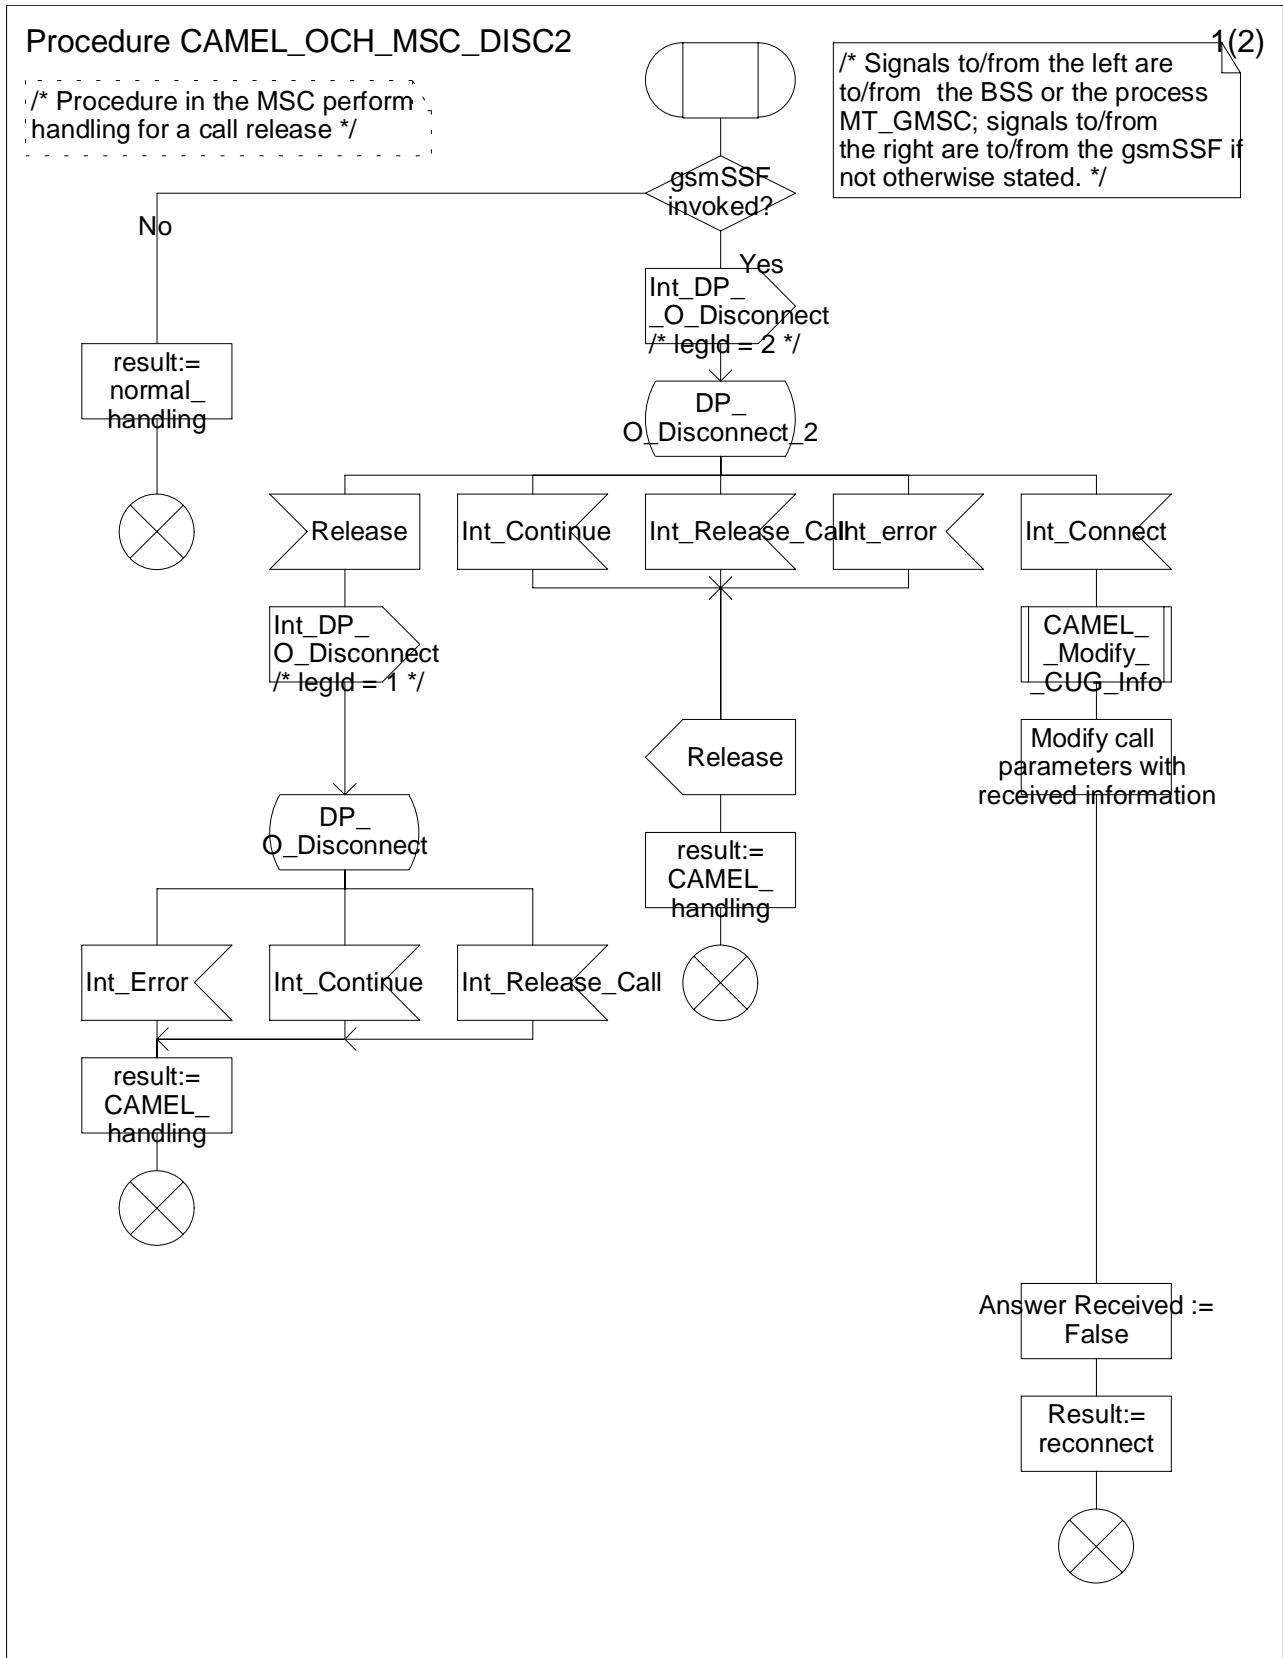 Procedure CAMEL_OCH_MSC_DISC2
1(2)
/* Procedure in the MSC perform
handling for a call release */
/* Signals to/from the left are
to/from  the BSS or the process
MT_GMSC; signals to/from
the right are to/from the gsmSSF if
not otherwise stated. */
gsmSSF
invoked?
No
Yes
Int_DP_
_O_Disconnect
/* legId = 2 */
result:=
normal_
handling
DP_
O_Disconnect_2
Release
Int_Continue
Int_Release_Call
Int_error
Int_Connect
Int_DP_
O_Disconnect
/* legId = 1 */
CAMEL_
_Modify_
_CUG_Info
Release
Modify call
parameters with
received information
DP_
O_Disconnect
result:=
CAMEL_
handling
Int_Error
Int_Continue
Int_Release_Call
result:=
CAMEL_
handling
Answer Received :=
False
Result:=
reconnect